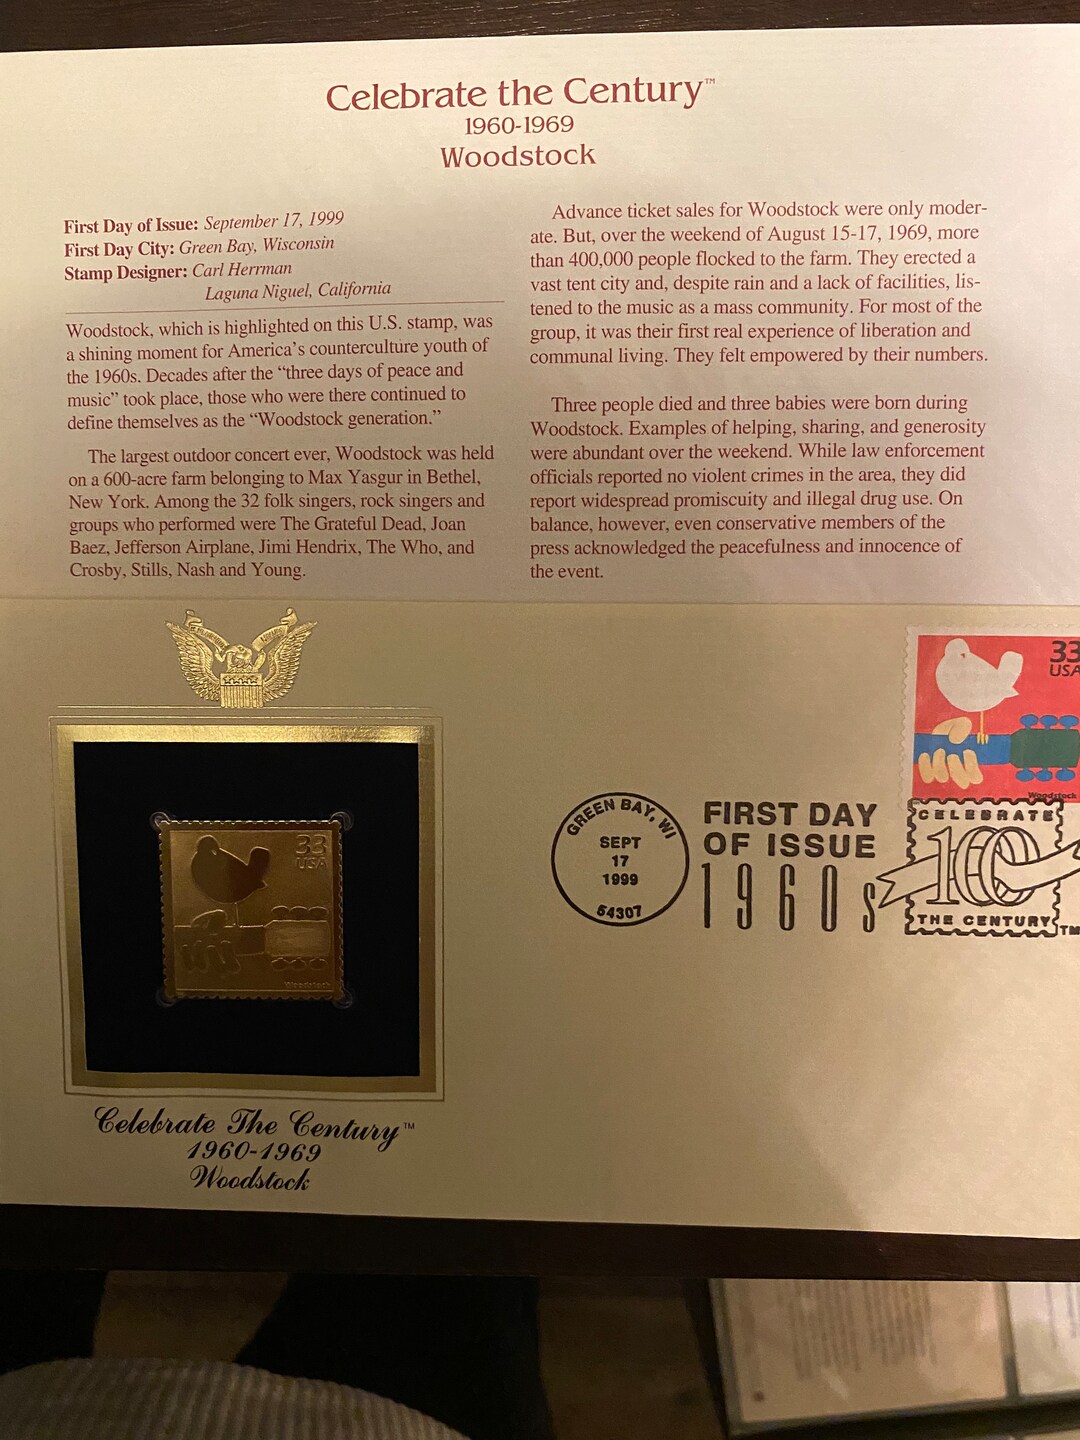 Celebrate the Century™
1960-1969
Woodstock
First Day of Issue: September 17, 1999
First Day City: Green Bay, Wisconsin
Stamp Designer: Carl Herrman
Laguna Niguel, California
Woodstock, which is highlighted on this U.S. stamp, was
a shining moment for America's counterculture youth of
the 1960s. Decades after the “three days of peace and
music” took place, those who were there continued to
define themselves as the “Woodstock generation.”
The largest outdoor concert ever, Woodstock was held
on a 600-acre farm belonging to Max Yasgur in Bethel,
New York. Among the 32 folk singers, rock singers and
groups who performed were The Grateful Dead, Joan
Baez, Jefferson Airplane, Jimi Hendrix, The Who, and
Crosby, Stills, Nash and Young.
Advance ticket sales for Woodstock were only moder-
ate. But, over the weekend of August 15-17, 1969, more
than 400,000 people flocked to the farm. They erected a
vast tent city and, despite rain and a lack of facilities, lis-
tened to the music as a mass community. For most of the
group, it was their first real experience of liberation and
communal living. They felt empowered by their numbers.
Three people died and three babies were born during
Woodstock. Examples of helping, sharing, and generosity
were abundant over the weekend. While law enforcement
officials reported no violent crimes in the area, they did
report widespread promiscuity and illegal drug use. On
balance, however, even conservative members of the
press acknowledged the peacefulness and innocence of
the event.
33
USA
Woodstock
33
USA
Woodstock
GREEN BAY, WI
SEPT
17
1999
54307
FIRST DAY
OF ISSUE
1960s
CELEBRATE
100
THE CENTURY
TM
Celebrate The Century™
1960-1969
Woodstock